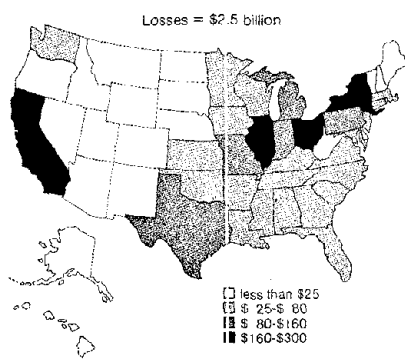 Losses = $2.5 billion
less than $25
$ 25-$ 80
$ 80-$160
$160-$300